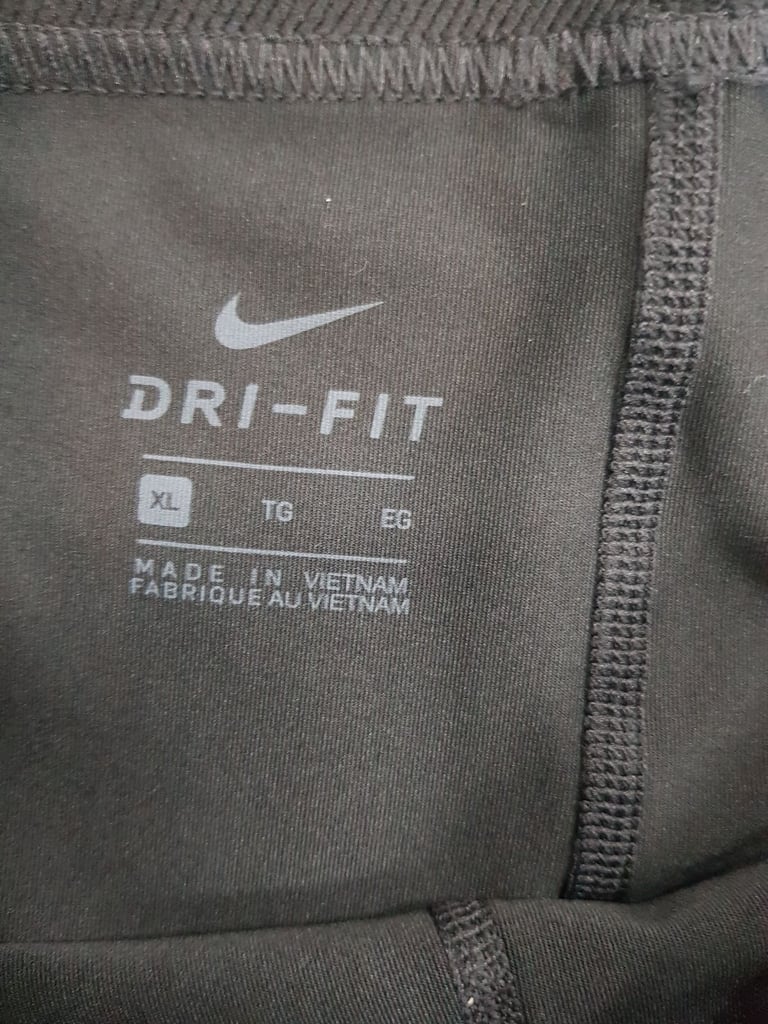 DRI-FIT
XL TG EG
MADE IN VIETNAM
FABRIQUE AU VIETNAM